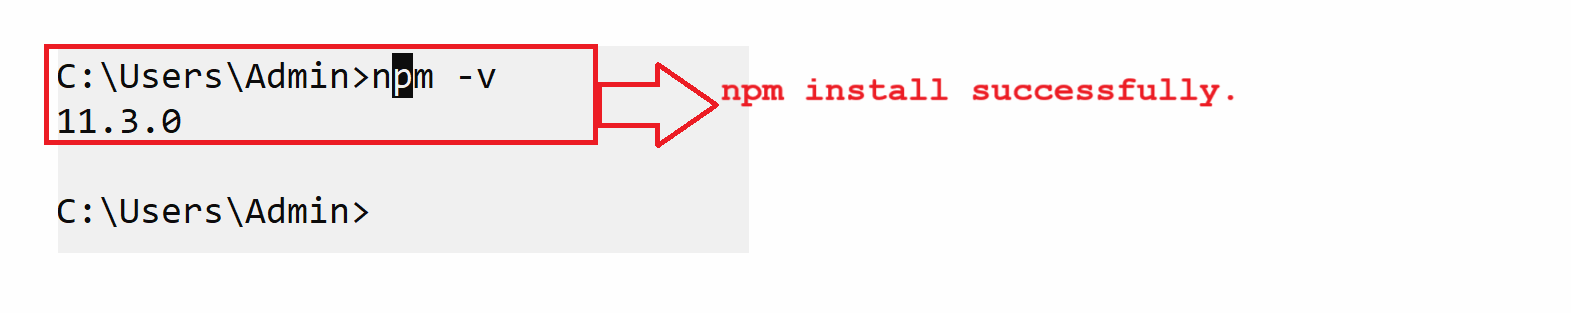 C:\Users\Admin>npm -v
npm install successfully.
11.3.0
C:\Users\Admin>